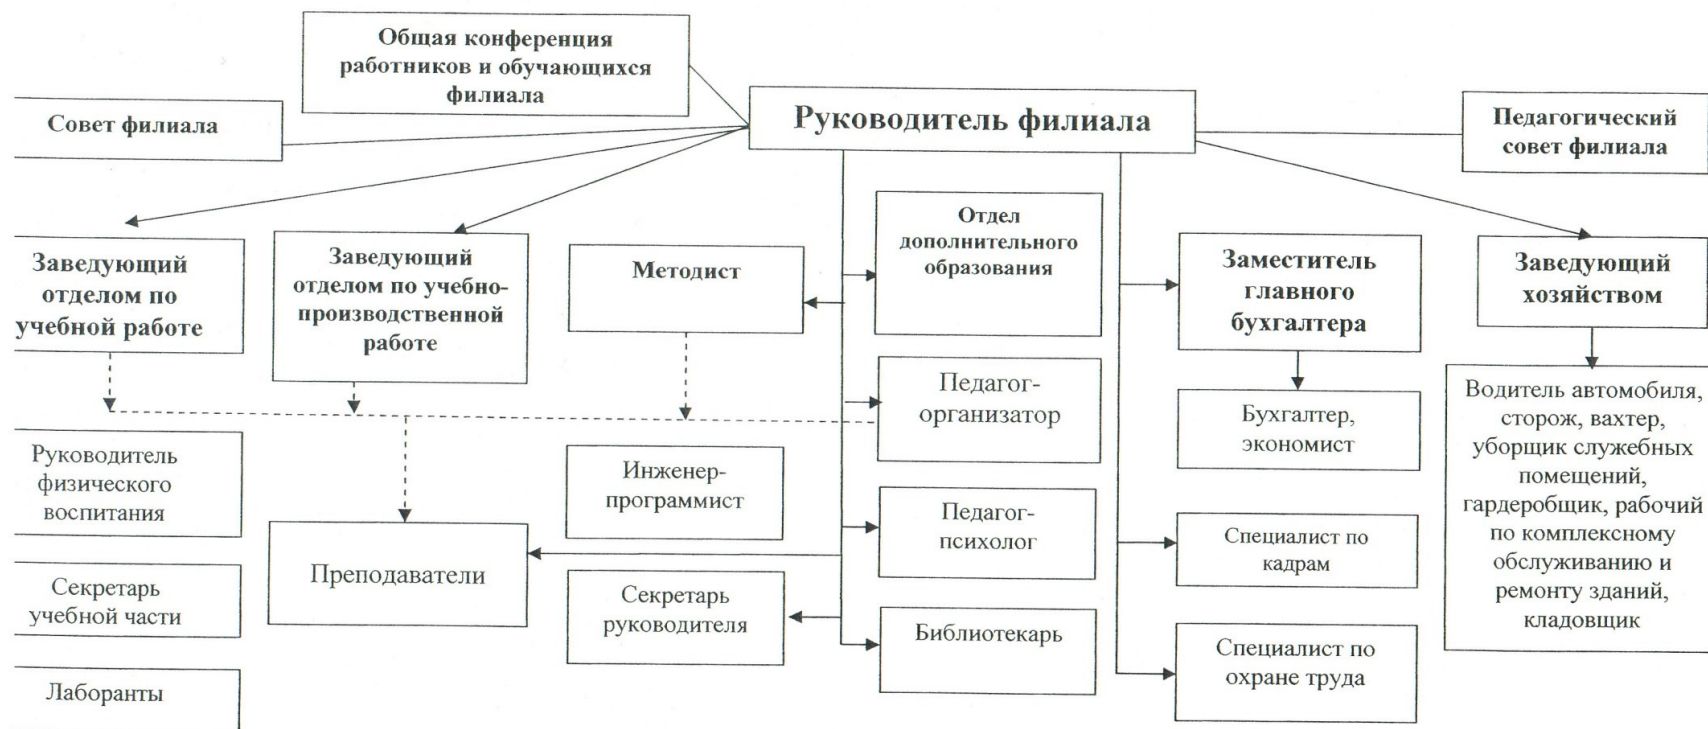 Общая конференция
работников и обучающихся
филиала
Совет филиала
Руководитель филиала
Педагогический
совет филиала
Заведующий
отделом по
учебной работе
Заведующий
отделом по учебно-
производственной
работе
Методист
Отдел
дополнительного
образования
Заместитель
главного
бухгалтера
Заведующий
хозяйством
Руководитель
физического
воспитания
Секретарь
учебной части
Лаборанты
Преподаватели
Инженер-
программист
Секретарь
руководителя
Педагог-
организатор
Педагог-
психолог
Библиотекарь
Бухгалтер,
экономист
Специалист по
кадрам
Специалист по
охране труда
Водитель автомобиля,
сторож, вахтер,
уборщик служебных
помещений,
гардеробщик, рабочий
по комплексному
обслуживанию и
ремонту зданий,
кладовщик